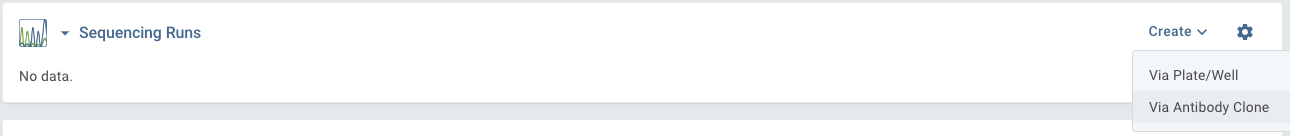 Sequencing Runs
Create
No data.
Via Plate/Well
Via Antibody Clone